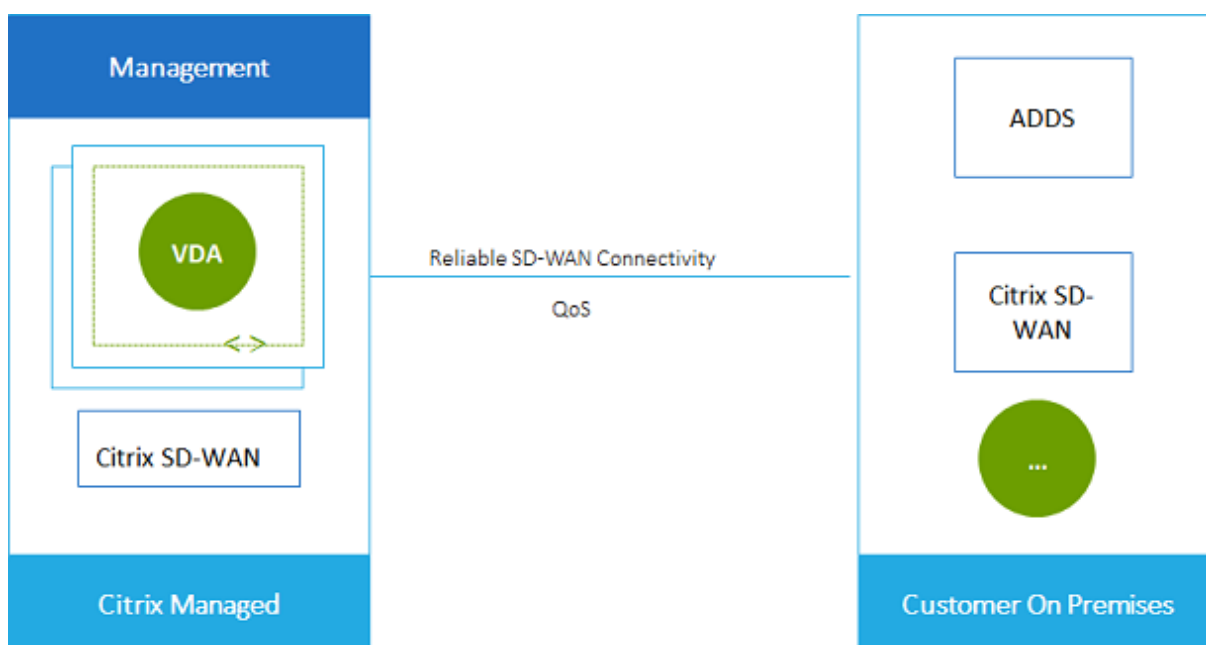 Management
VDA
< >
Citrix SD-WAN
Citrix Managed
Reliable SD-WAN Connectivity
QoS
ADDS
Citrix SD-
WAN
...
Customer On Premises